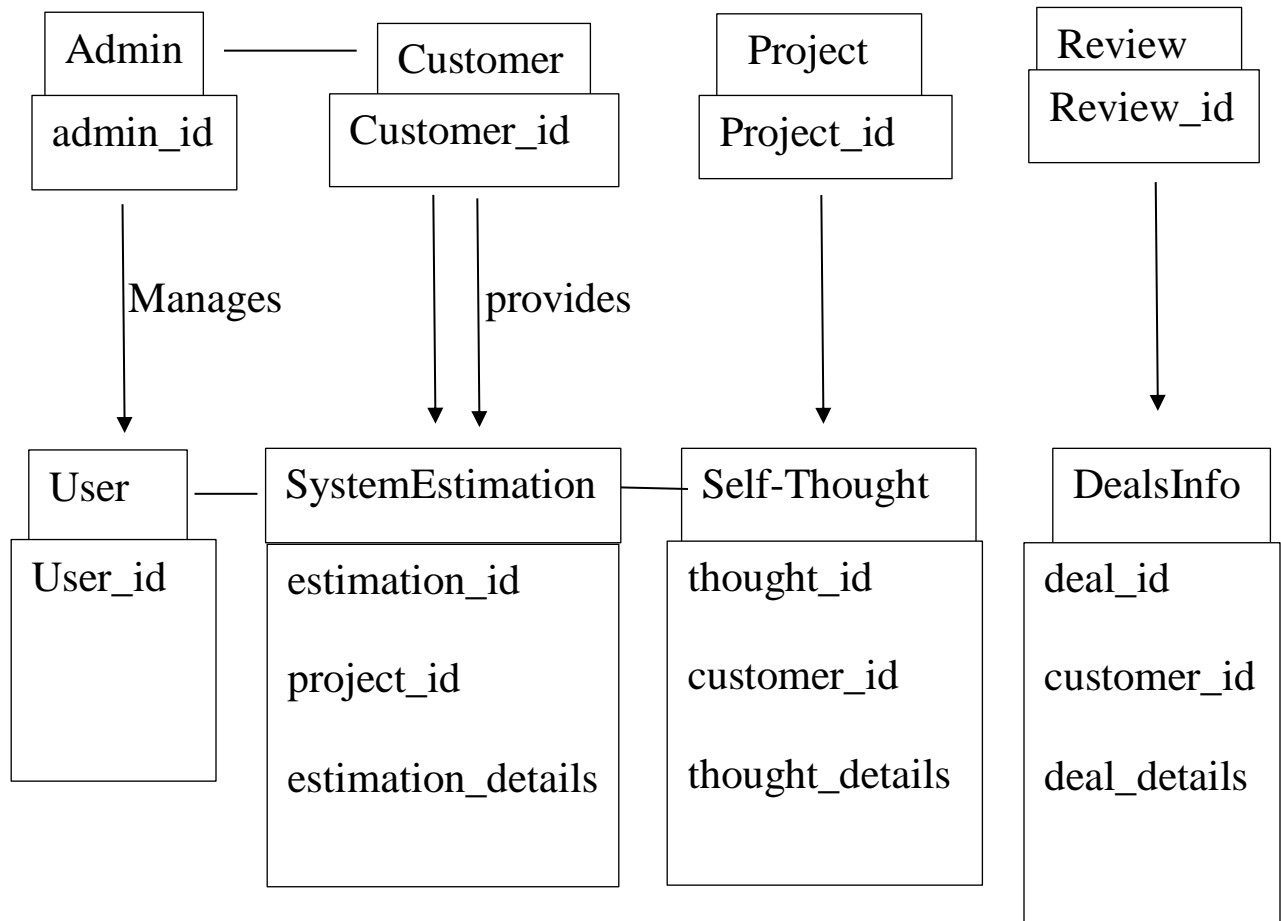 Admin
Customer
Project
Review
admin_id
Customer_id
Project_id
Review_id
Manages
provides
User
SystemEstimation
Self-Thought
DealsInfo
User_id
estimation_id
thought_id
deal_id
project_id
customer_id
customer_id
estimation_details
thought_details
deal_details